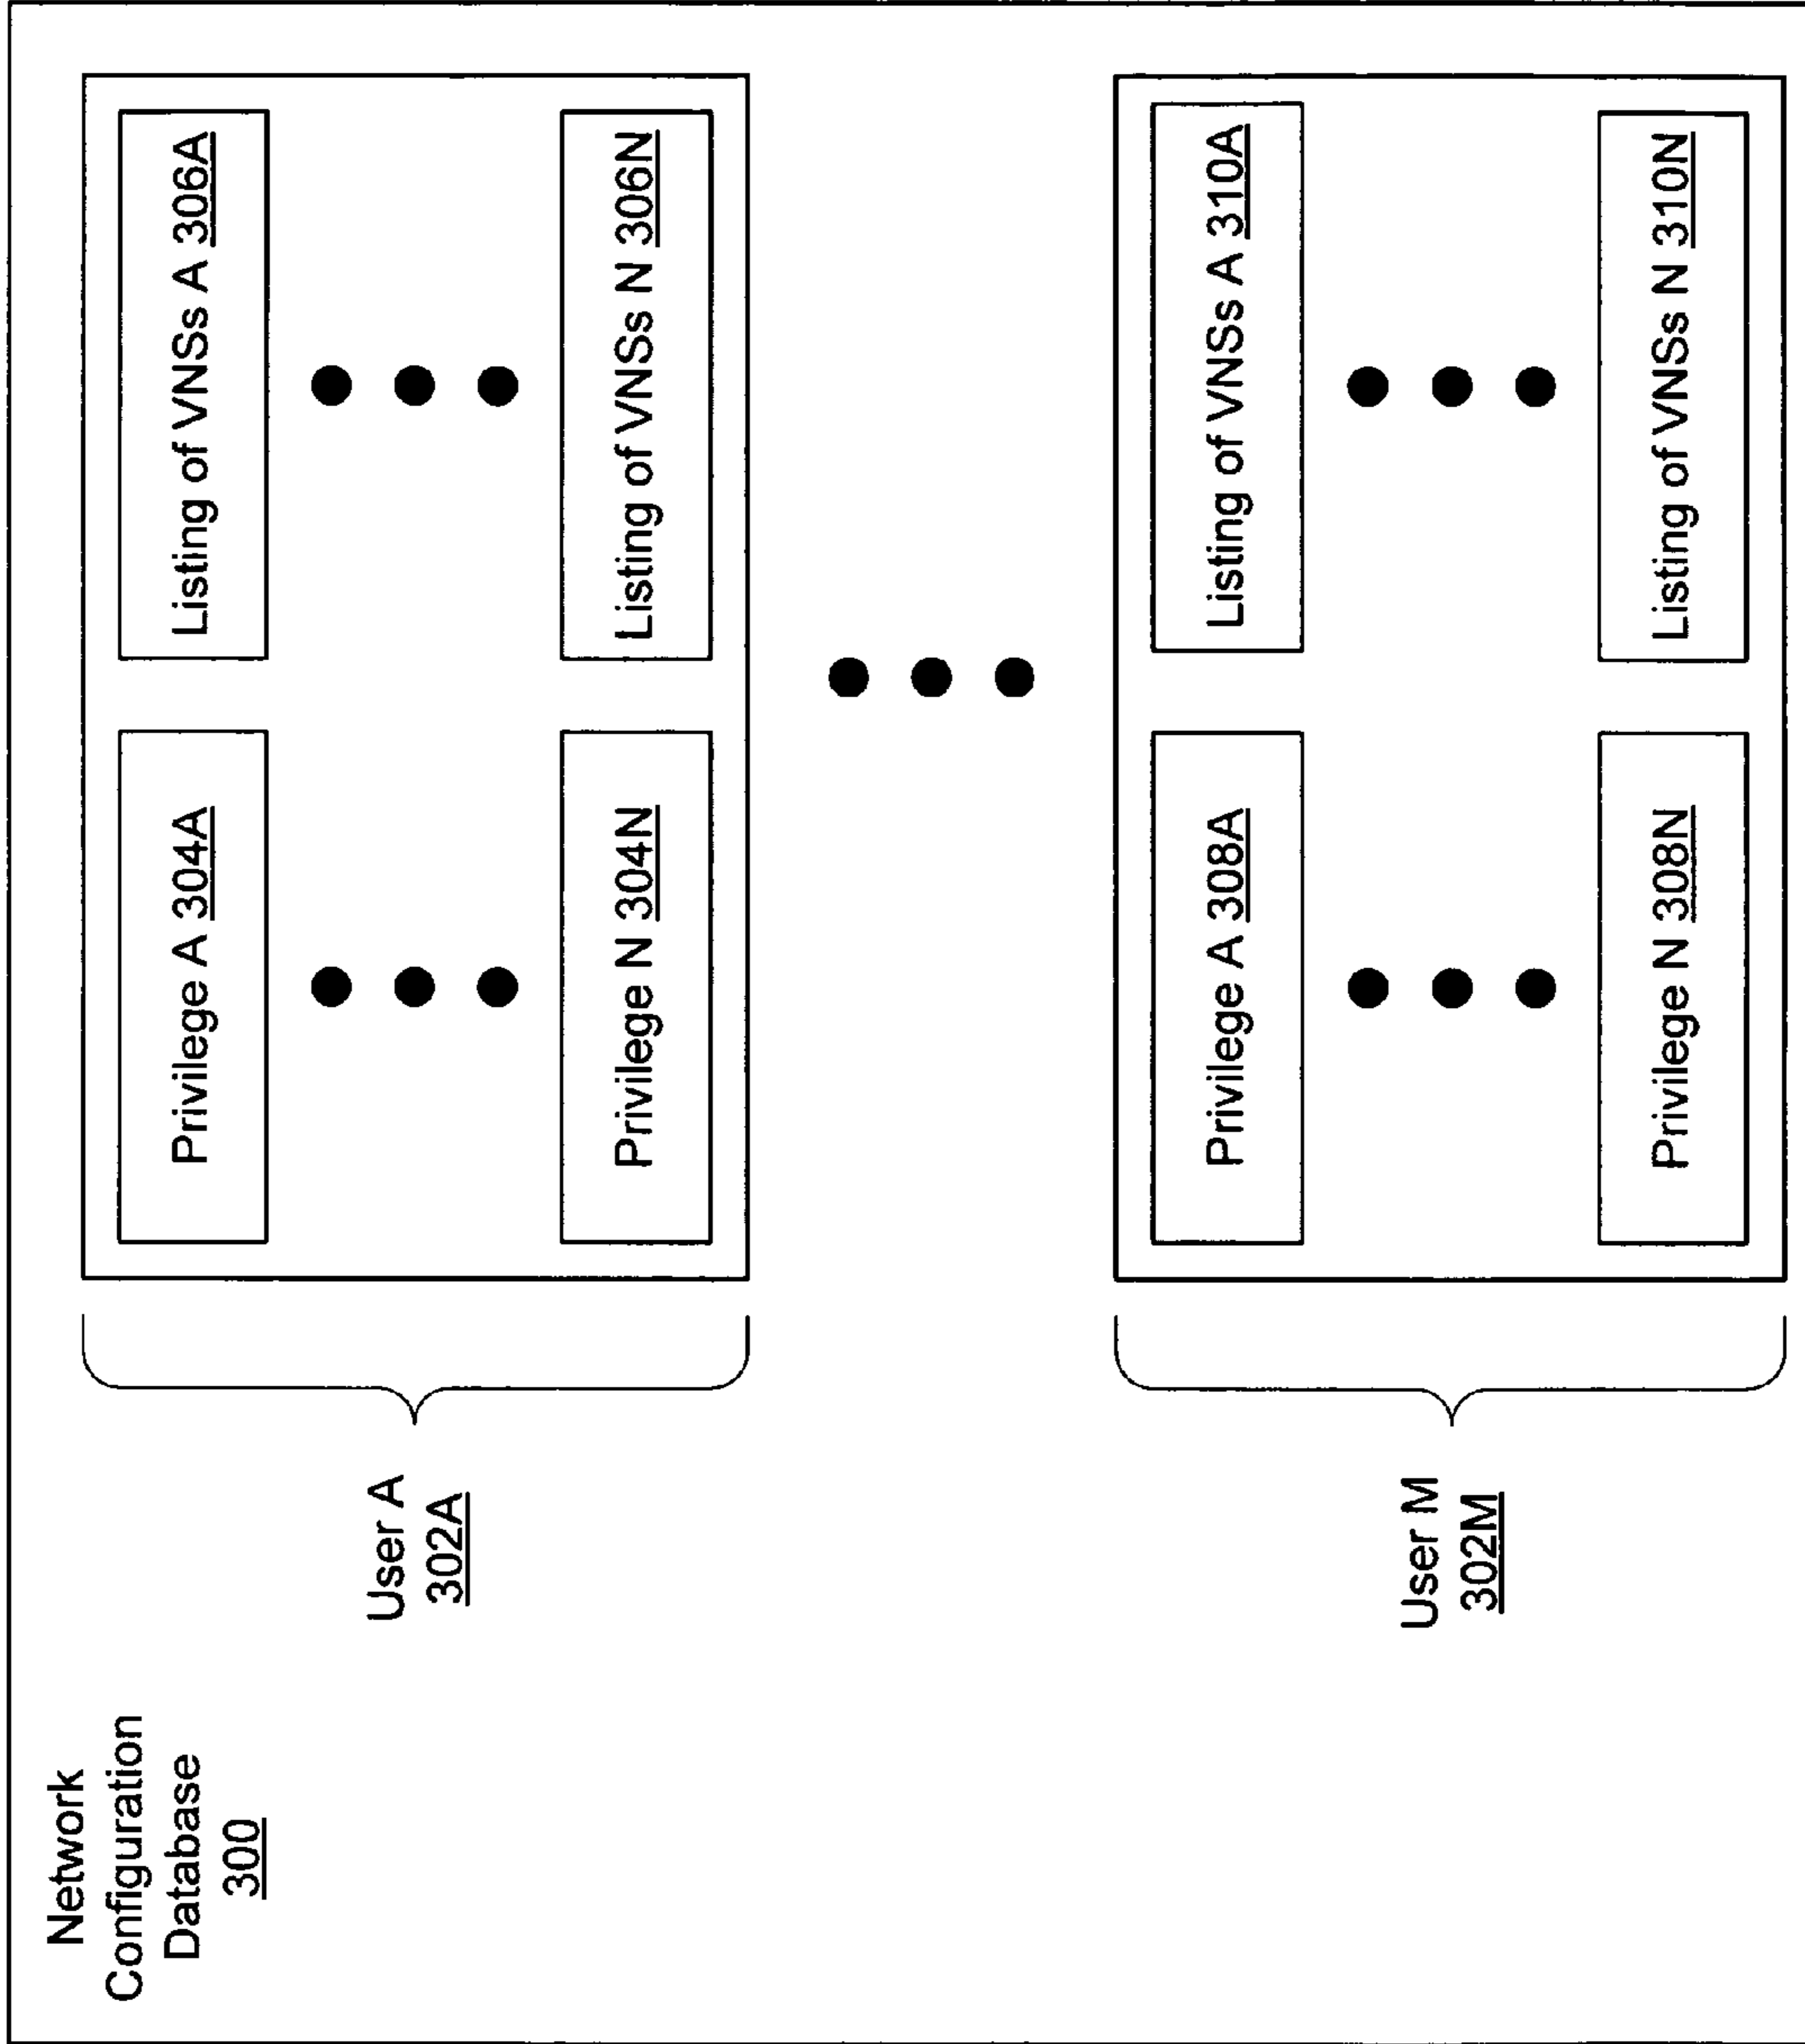 Network
Configuration
Database
300
User A
302A
Privilege A 304A
Listing of VNSs A 306A
Privilege N 304N
Listing of VNSs N 306N
User M
302M
Privilege A 308A
Listing of VNSs A 310A
Privilege N 308N
Listing of VNSs N 310N